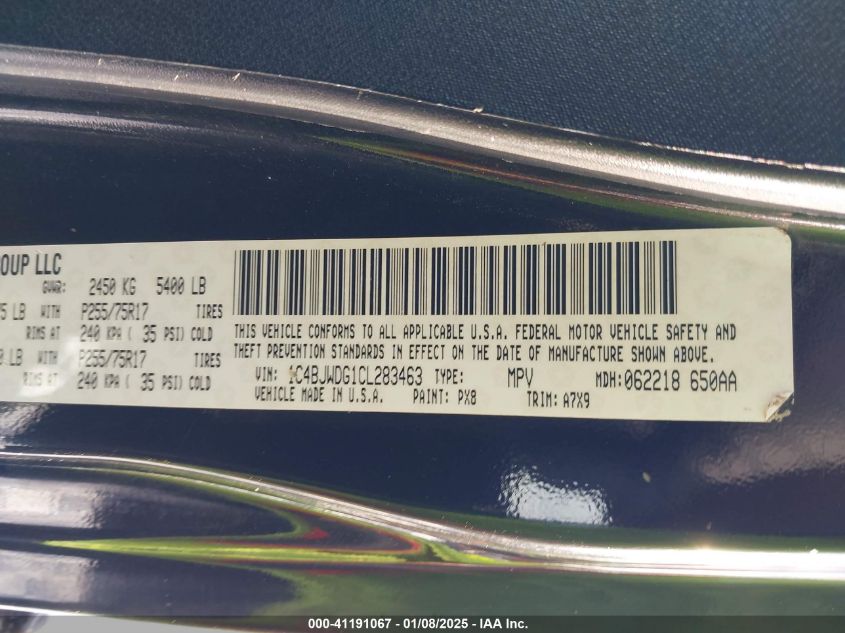 OUP LLC
GVWR: 2450 KG 5400 LB
5 LB WITH P255/75R17 TIRES
RIMS AT 240 KPA ( 35 PSI) COLD
0 LB WITH P255/75R17 TIRES
RIMS AT 240 KPA ( 35 PSI) COLD
THIS VEHICLE CONFORMS TO ALL APPLICABLE U.S.A. FEDERAL MOTOR VEHICLE SAFETY AND
THEFT PREVENTION STANDARDS IN EFFECT ON THE DATE OF MANUFACTURE SHOWN ABOVE.
VIN: 1C4BJWDG1CL283463 TYPE: MPV MDH:062218 650AA
VEHICLE MADE IN U.S.A. PAINT: PX8 TRIM: A7X9
000-41191067 - 01/08/2025 - IAA Inc.